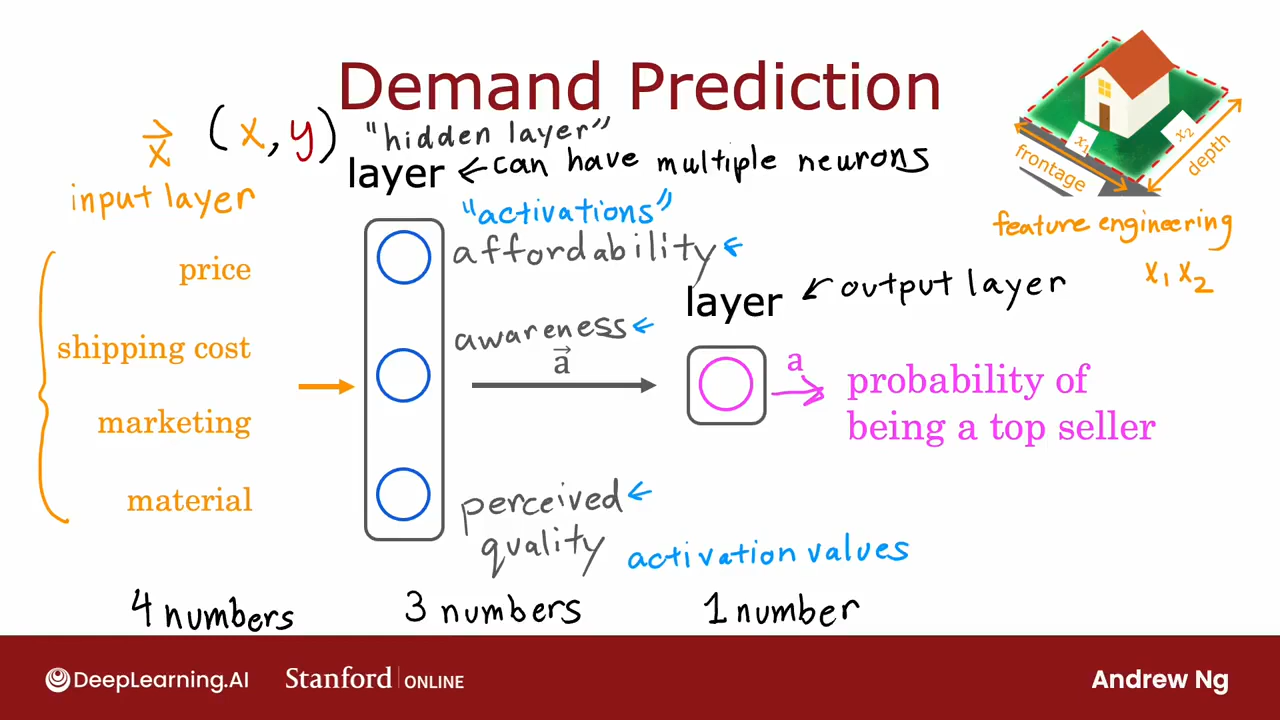 Demand Prediction
x⃗ (x, y)
"hidden layer"
layer ← can have multiple neurons
input layer
"activations"
price
shipping cost
marketing
material
affordability ←
awareness ←
a⃗
perceived ←
quality
activation values
layer ← output layer
a
probability of
being a top seller
x₁
x₂
frontage
depth
feature engineering
x₁ x₂
4 numbers
3 numbers
1 number
DeepLearning.AI
Stanford | ONLINE
Andrew Ng